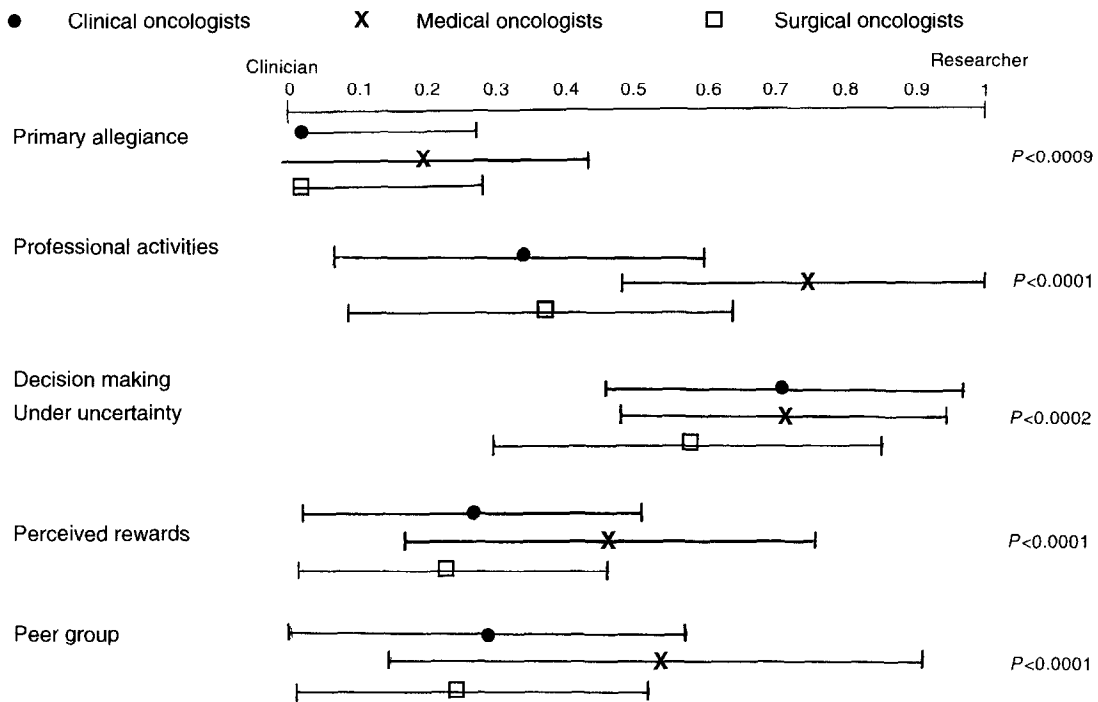 Clinical oncologists X Medical oncologists Surgical oncologists
Clinician Researcher
0 0.1 0.2 0.3 0.4 0.5 0.6 0.7 0.8 0.9 1
Primary allegiance
P<0.0009
Professional activities
P<0.0001
Decision making
Under uncertainty
P<0.0002
Perceived rewards
P<0.0001
Peer group
P<0.0001